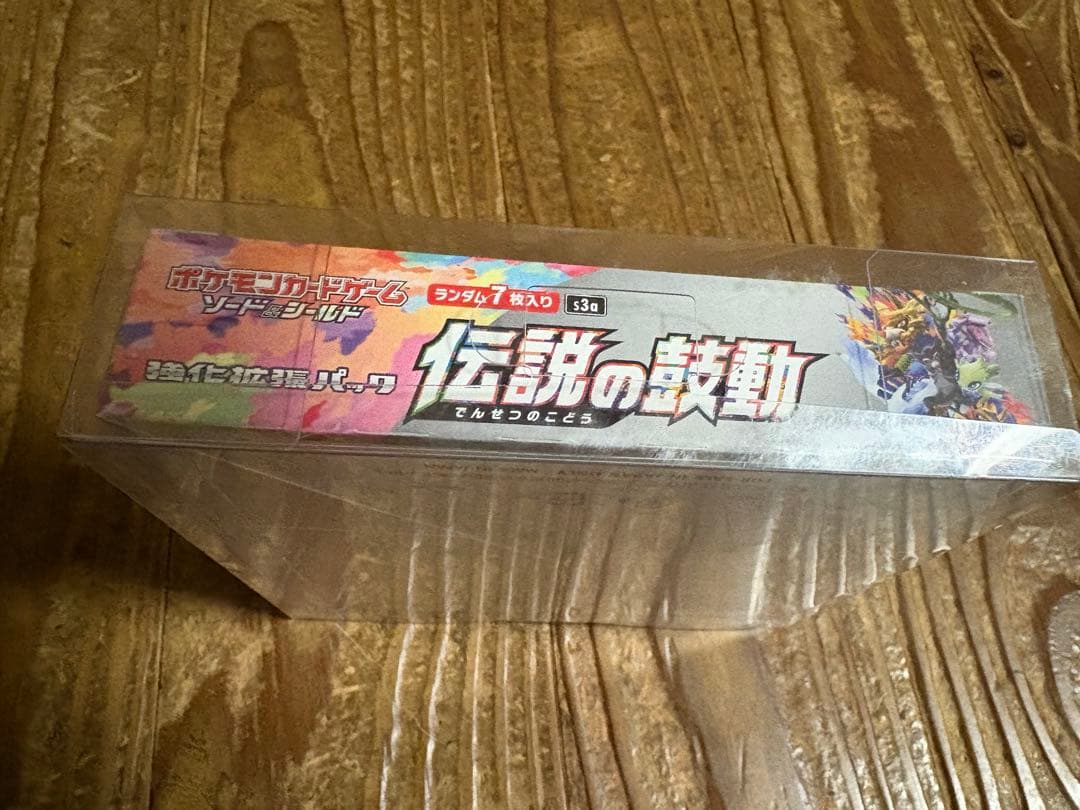 ポケモンカードゲーム
ソード&シールド
ランダム7枚入り
s3a
強化拡張パック
伝説の鼓動
でんせつのこどう